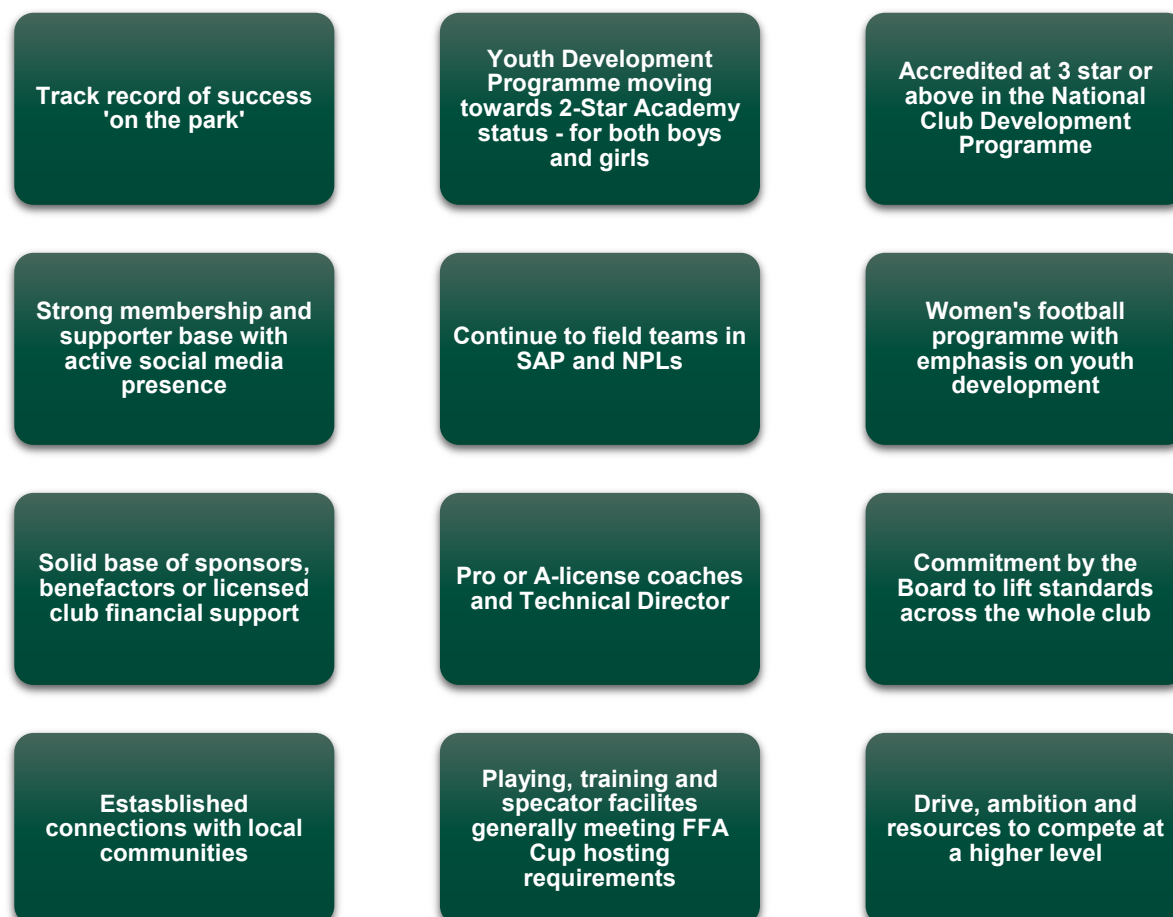 Track record of success
'on the park'
Youth Development
Programme moving
towards 2-Star Academy
status - for both boys
and girls
Accredited at 3 star or
above in the National
Club Development
Programme
Strong membership and
supporter base with
active social media
presence
Continue to field teams in
SAP and NPLs
Women's football
programme with
emphasis on youth
development
Solid base of sponsors,
benefactors or licensed
club financial support
Pro or A-license coaches
and Technical Director
Commitment by the
Board to lift standards
across the whole club
Estasblished
connections with local
communities
Playing, training and
specator facilites
generally meeting FFA
Cup hosting
requirements
Drive, ambition and
resources to compete at
a higher level